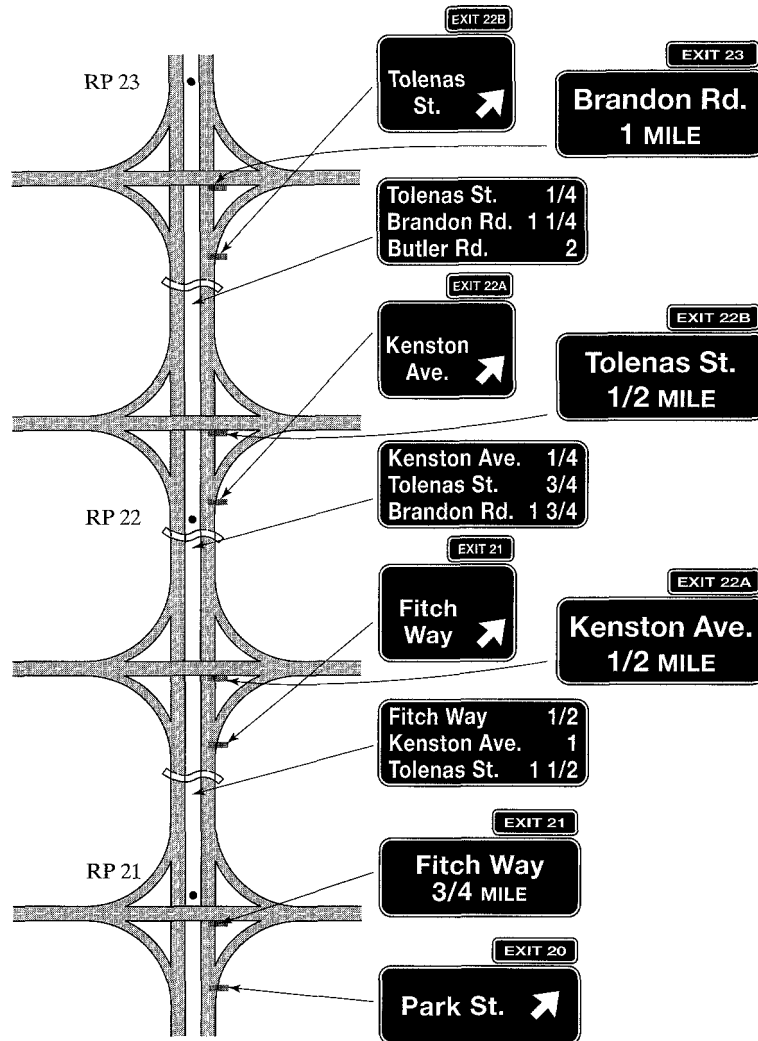 EXIT 22B
RP 23
Tolenas
St.
EXIT 23
Brandon Rd.
1 MILE
Tolenas St. 1/4
Brandon Rd. 1 1/4
Butler Rd. 2
EXIT 22A
Kenston
Ave.
EXIT 22B
Tolenas St.
1/2 MILE
Kenston Ave. 1/4
Tolenas St. 3/4
Brandon Rd. 1 3/4
RP 22
EXIT 21
Fitch
Way
EXIT 22A
Kenston Ave.
1/2 MILE
Fitch Way 1/2
Kenston Ave. 1
Tolenas St. 1 1/2
EXIT 21
RP 21
Fitch Way
3/4 MILE
EXIT 20
Park St.